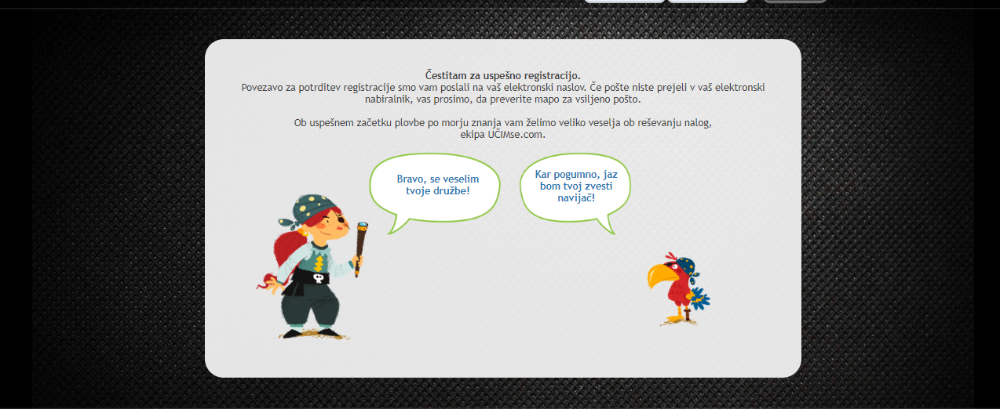 Čestitam za uspešno registracijo.
Povezavo za potrditev registracije smo vam poslali na vaš elektronski naslov. Če pošte niste prejeli v vaš elektronski
nabiralnik, vas prosimo, da preverite mapo za vsiljeno pošto.
Ob uspešnem začetku plovbe po morju znanja vam želimo veliko veselja ob reševanju nalog,
ekipa UČIMse.com.
Bravo, se veselim
tvoje družbe!
Kar pogumno, jaz
bom tvoj zvesti
navijač!